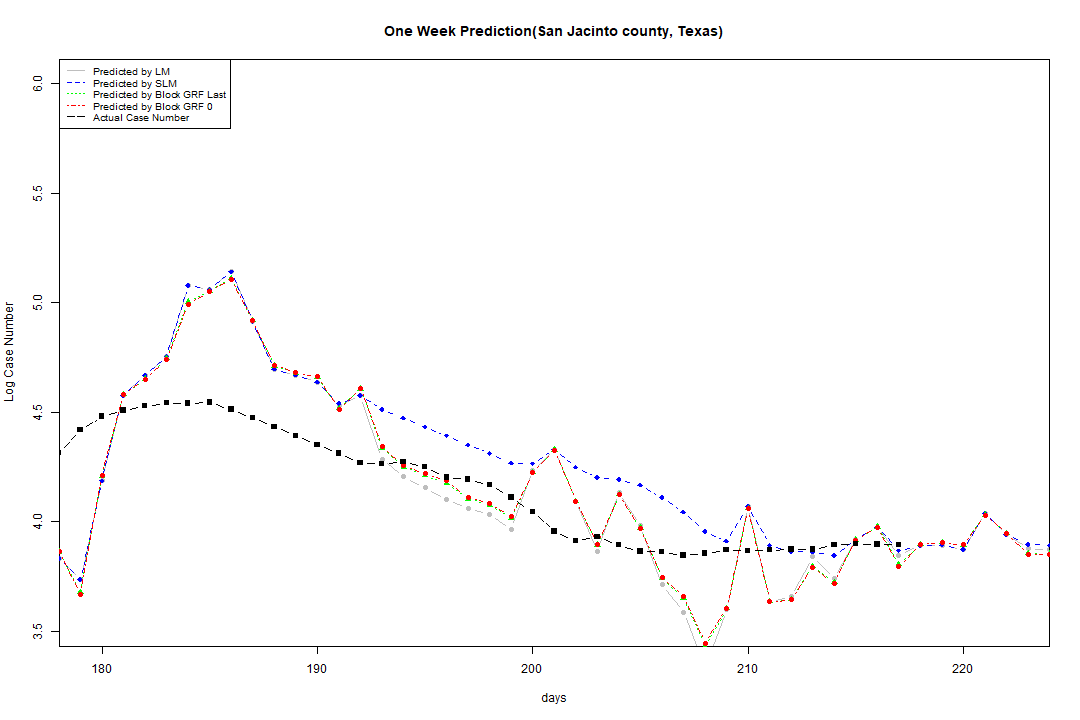 One Week Prediction(San Jacinto county, Texas)
Predicted by LM
Predicted by SLM
Predicted by Block GRF Last
Predicted by Block GRF 0
Actual Case Number
6.0
5.5
5.0
4.5
4.0
3.5
Log Case Number
180 190 200 210 220
days